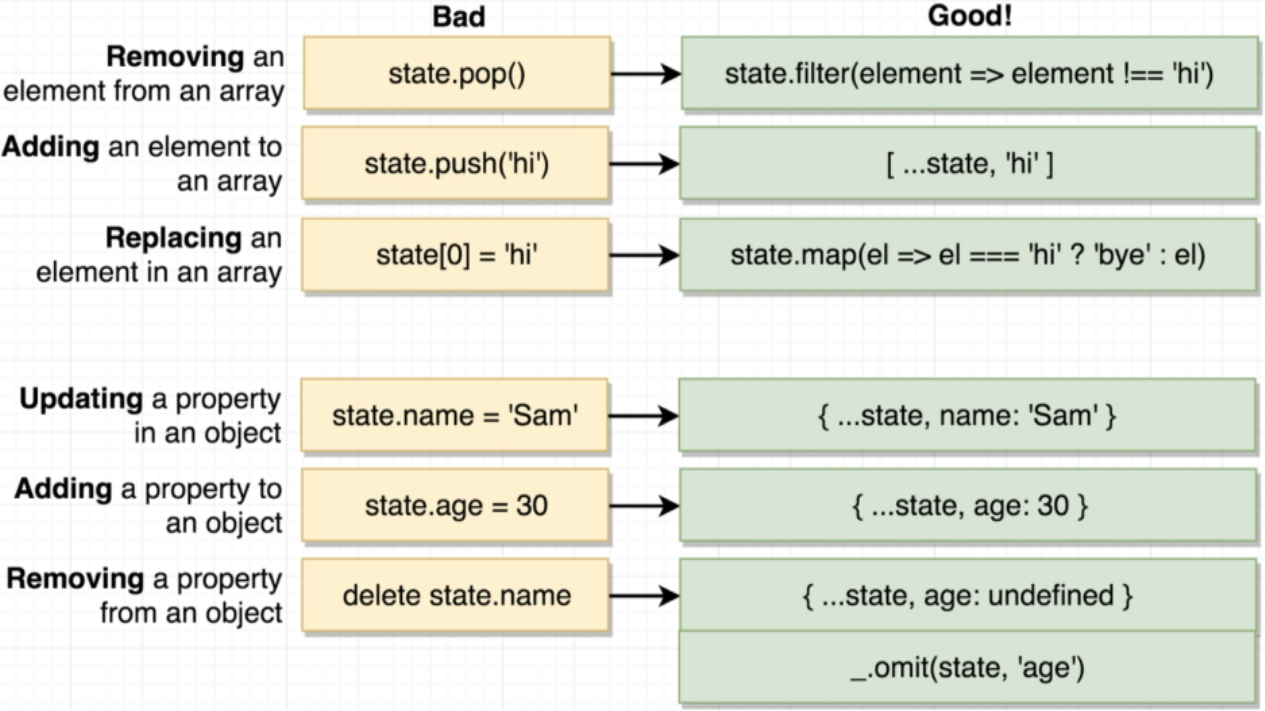 Bad
Good!
Removing an
element from an array
state.pop()
state.filter(element => element !== 'hi')
Adding an element to
an array
state.push('hi')
[ ...state, 'hi' ]
Replacing an
element in an array
state[0] = 'hi'
state.map(el => el === 'hi' ? 'bye' : el)
Updating a property
in an object
state.name = 'Sam'
{ ...state, name: 'Sam' }
Adding a property to
an object
state.age = 30
{ ...state, age: 30 }
Removing a property
from an object
delete state.name
{ ...state, age: undefined }
_.omit(state, 'age')